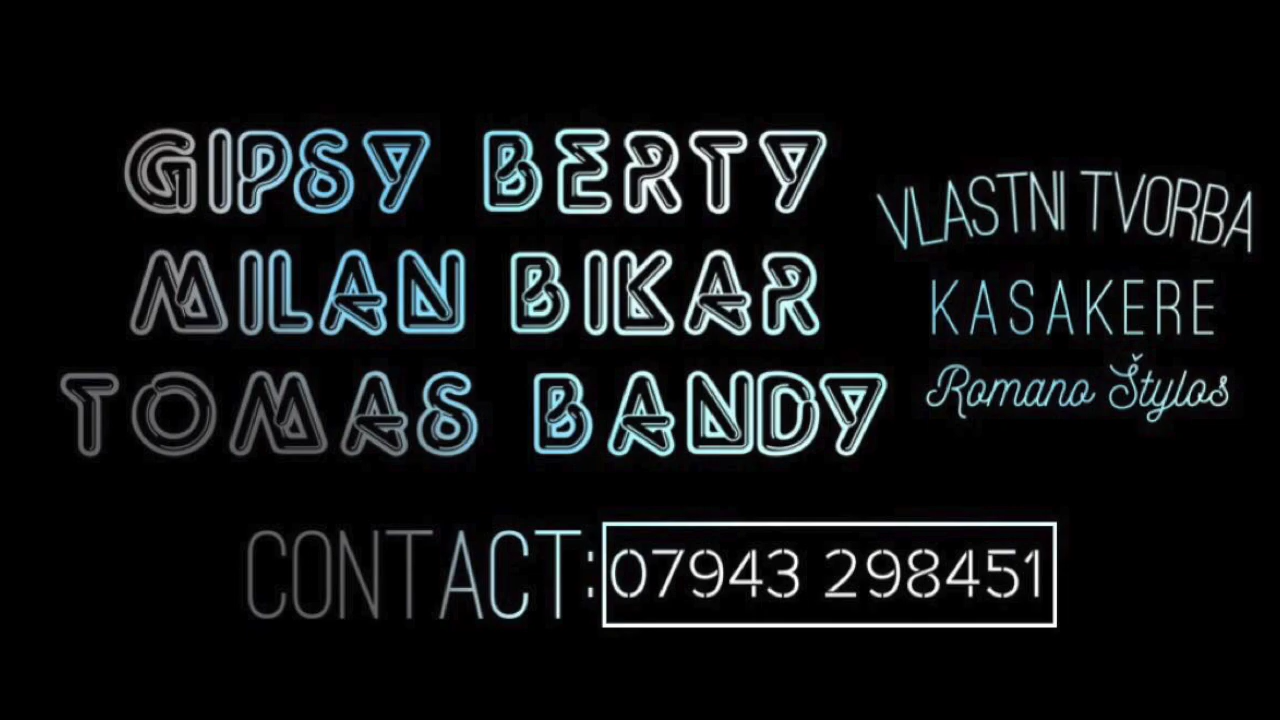 GIPSY BERTY
MILAN BIKAR
TOMAS BANDY
VLASTNI TVORBA
KASAKERE
Romano Štylos
CONTACT: 07943 298451